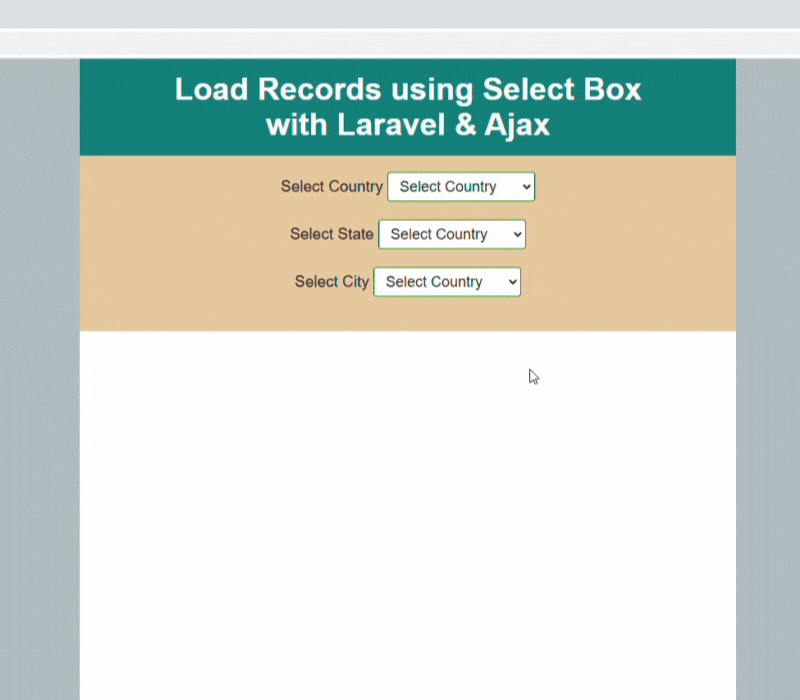 Load Records using Select Box
with Laravel & Ajax
Select Country Select Country
Select State Select Country
Select City Select Country